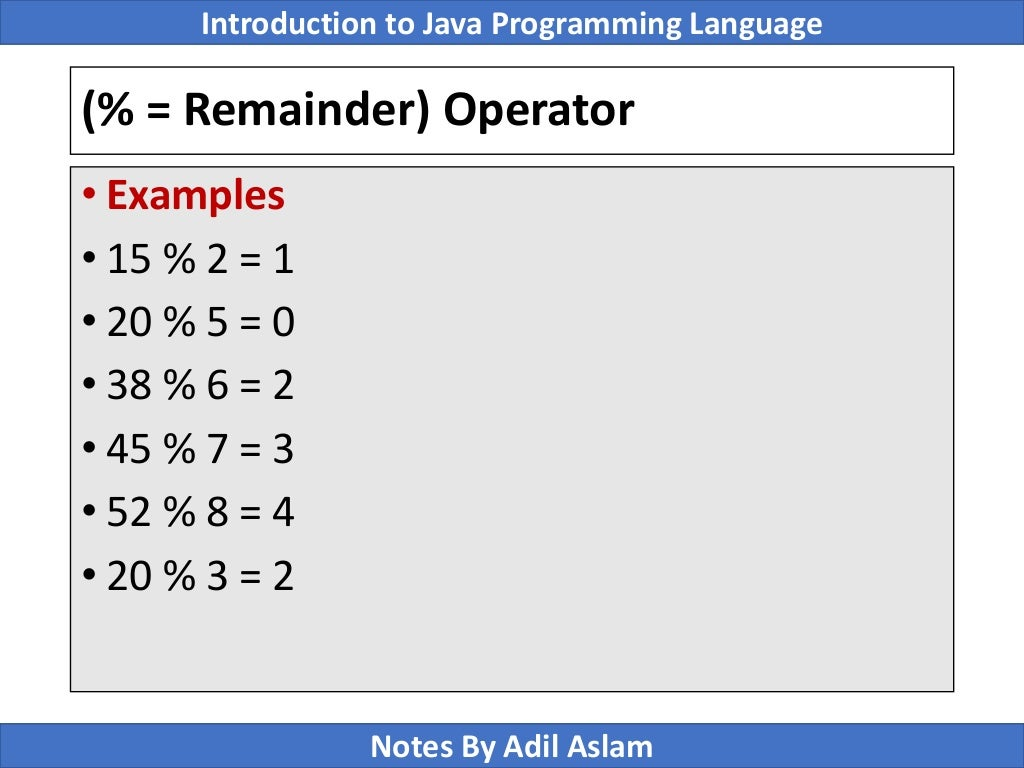 Introduction to Java Programming Language
(% = Remainder) Operator
• Examples
• 15 % 2 = 1
• 20 % 5 = 0
• 38 % 6 = 2
• 45 % 7 = 3
• 52 % 8 = 4
• 20 % 3 = 2
Notes By Adil Aslam